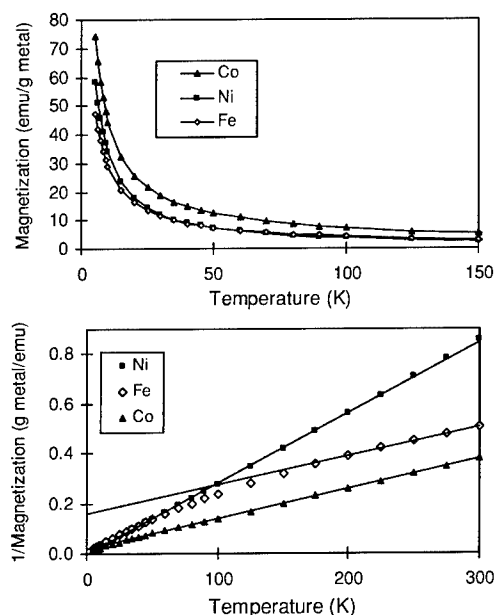 Magnetization (emu/g metal)
80
70
60
50
40
30
20
10
0
Co
Ni
Fe
0
50
100
150
Temperature (K)
1/Magnetization (g metal/emu)
0.8
0.6
0.4
0.2
0.0
Ni
Fe
Co
0
100
200
300
Temperature (K)